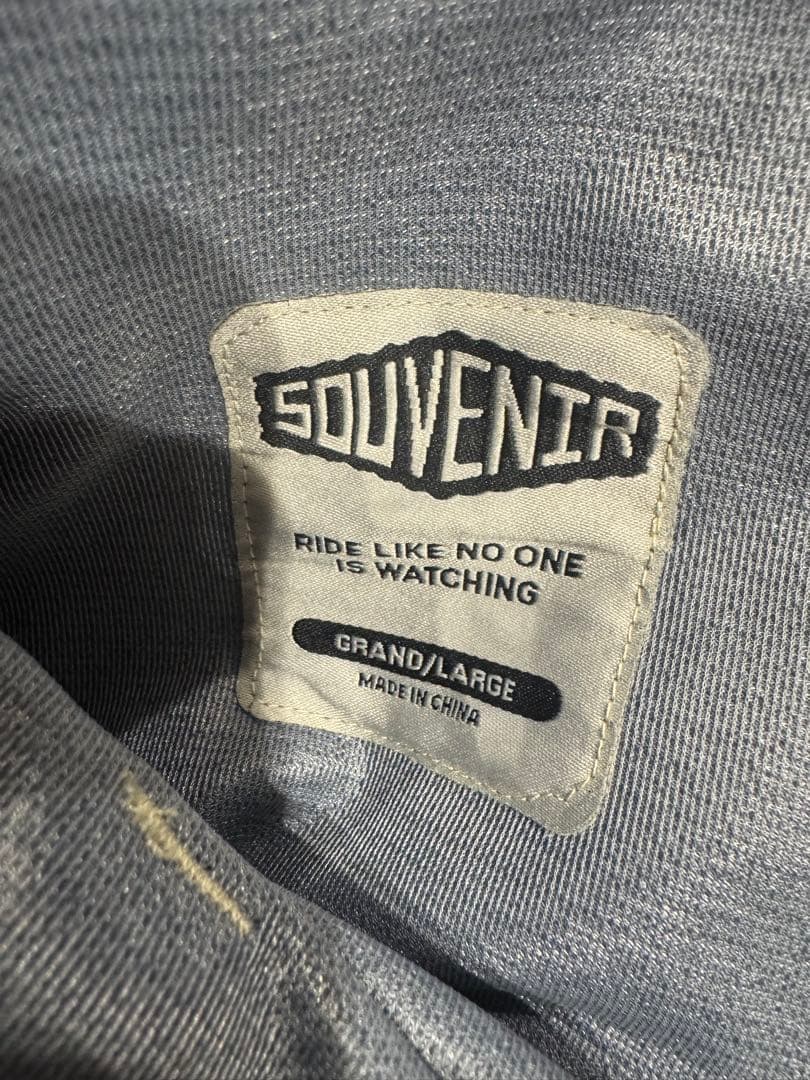 SOUVENIR
RIDE LIKE NO ONE
IS WATCHING
GRAND/LARGE
MADE IN CHINA